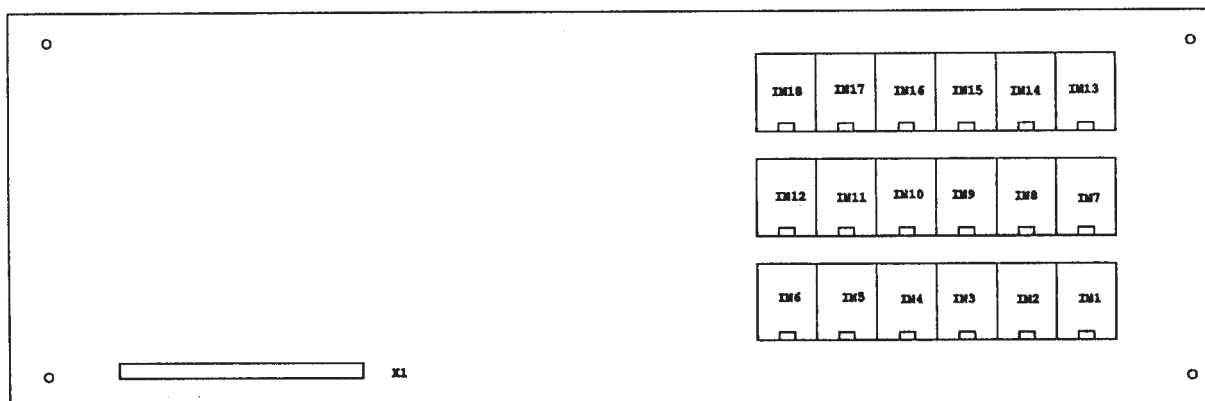 IN18 IN17 IN16 IN15 IN14 IN13
IN12 IN11 IN10 IN9 IN8 IN7
IN6 IN5 IN4 IN3 IN2 IN1
X1